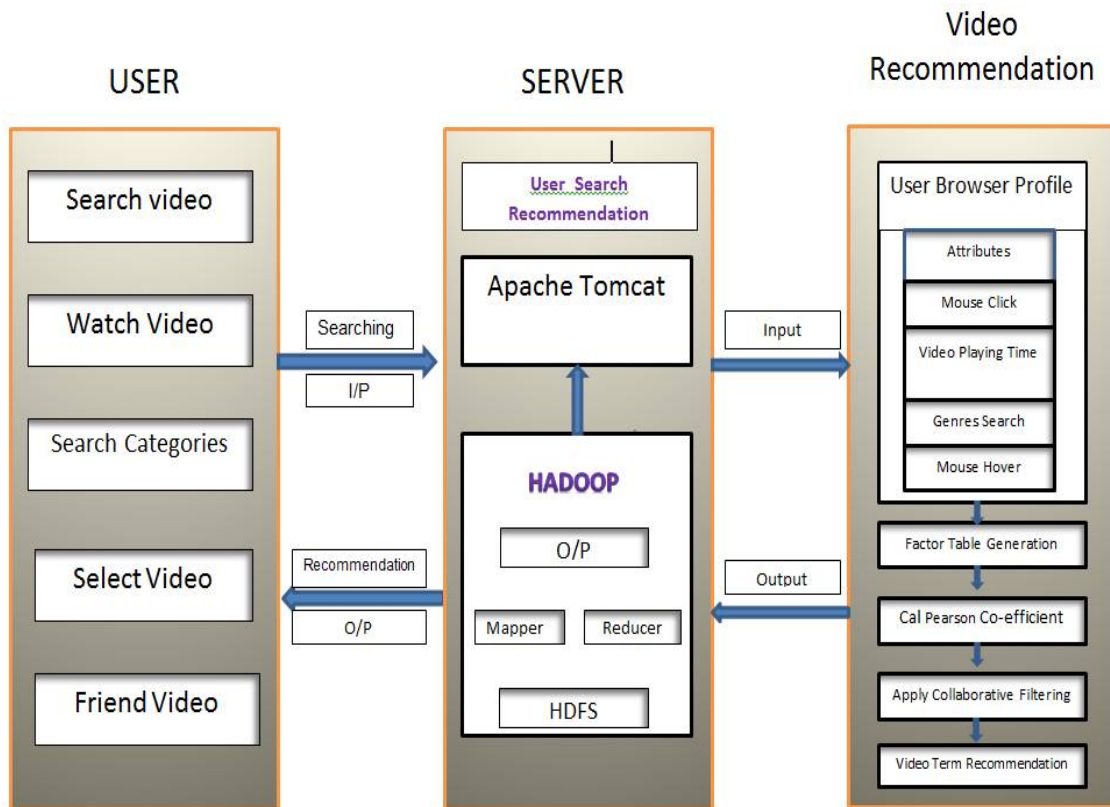 USER
Search video
Watch Video
Search Categories
Select Video
Friend Video
Searching
I/P
Recommendation
O/P
SERVER
User Search
Recommendation
Apache Tomcat
HADOOP
O/P
Mapper
Reducer
HDFS
Input
Output
Video
Recommendation
User Browser Profile
Attributes
Mouse Click
Video Playing Time
Genres Search
Mouse Hover
Factor Table Generation
Cal Pearson Co-efficient
Apply Collaborative Filtering
Video Term Recommendation